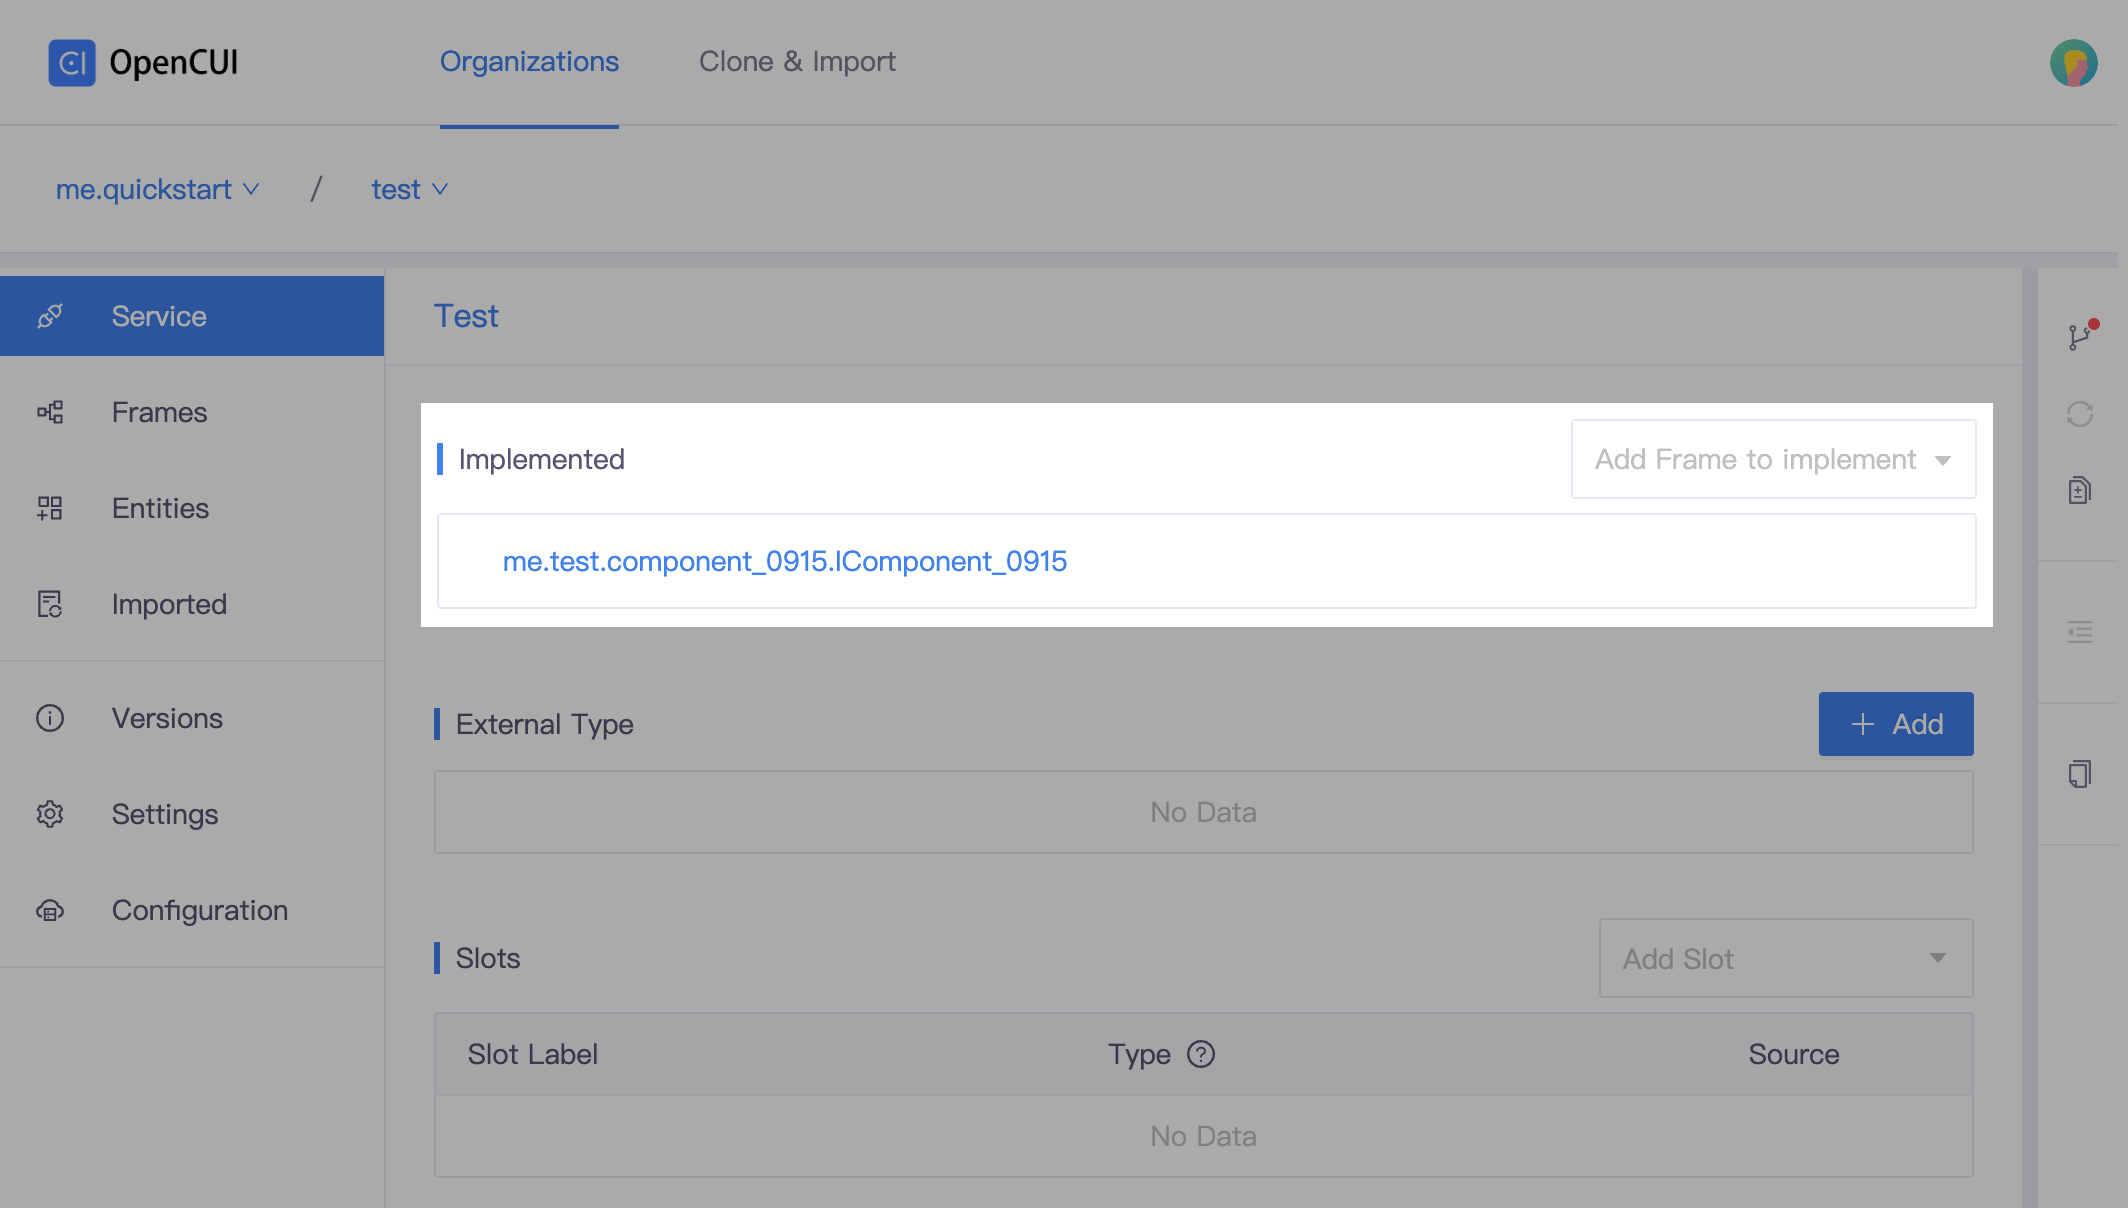 OpenCUI
Organizations
Clone & Import
me.quickstart / test
Service
Frames
Entities
Imported
Versions
Settings
Configuration
Test
Implemented
Add Frame to implement
me.test.component_0915.IComponent_0915
External Type
+ Add
No Data
Slots
Add Slot
Slot Label Type ? Source
No Data